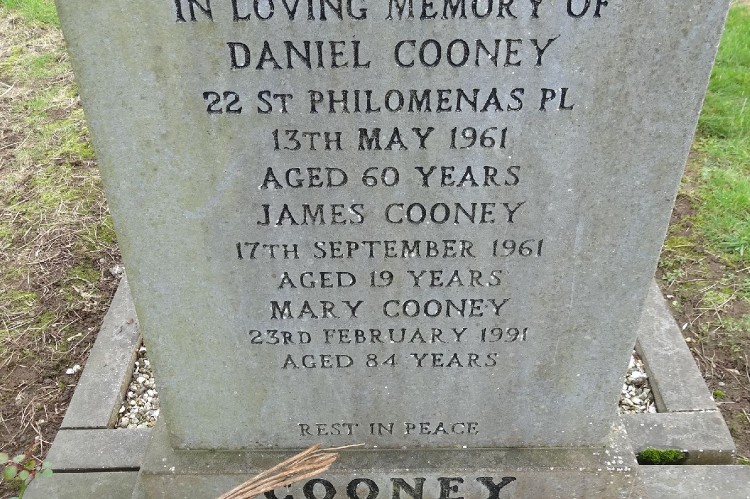 IN LOVING MEMORY OF
DANIEL COONEY
22 ST PHILOMENAS PL
13TH MAY 1961
AGED 60 YEARS
JAMES COONEY
17TH SEPTEMBER 1961
AGED 19 YEARS
MARY COONEY
23RD FEBRUARY 1991
AGED 84 YEARS
REST IN PEACE
COONEY